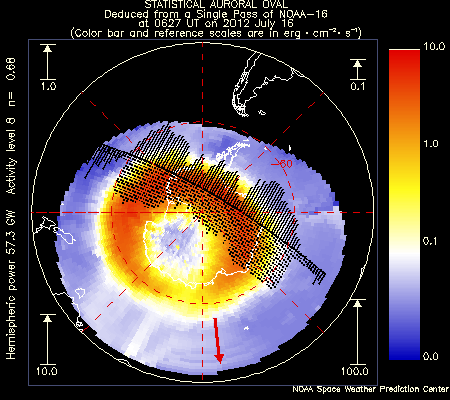 STATISTICAL AURORAL OVAL
Deduced from a Single Pass of NOAA-16
at 0627 UT on 2012 July 16
(Color bar and reference scales are in erg · cm⁻² · s⁻¹)
1.0
0.1
10.0
1.0
0.1
0.0
-60
10.0
100.0
Hemispheric power 57.3 GW Activity level 8 n= 0.68
NOAA Space Weather Prediction Center